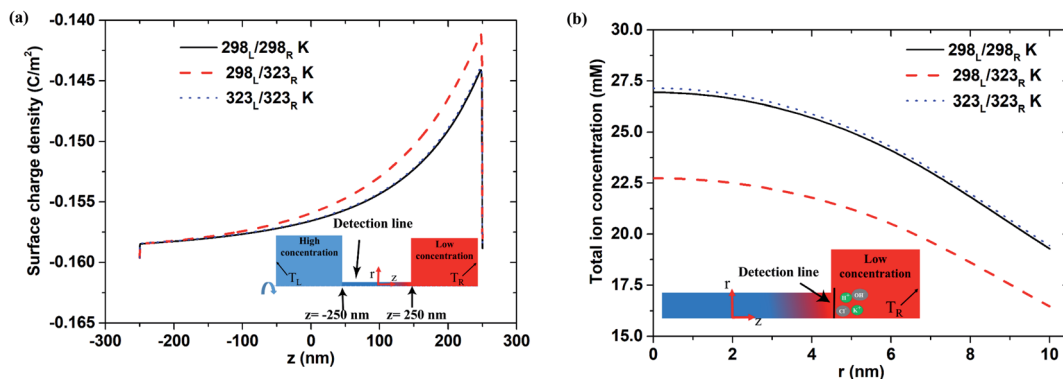 (a)
Surface charge density (C/m²)
-0.140
-0.145
-0.150
-0.155
-0.160
-0.165
298L/298R K
298L/323R K
323L/323R K
Detection line
High
concentration
Low
concentration
TL
r
z
TR
z= -250 nm
z= 250 nm
-300 -200 -100 0 100 200 300
z (nm)
(b)
Total ion concentration (mM)
30.0
27.5
25.0
22.5
20.0
17.5
15.0
298L/298R K
298L/323R K
323L/323R K
Detection line
Low
concentration
r
z
H⁺
OH⁻
Cl⁻
K⁺
TR
0 2 4 6 8 10
r (nm)